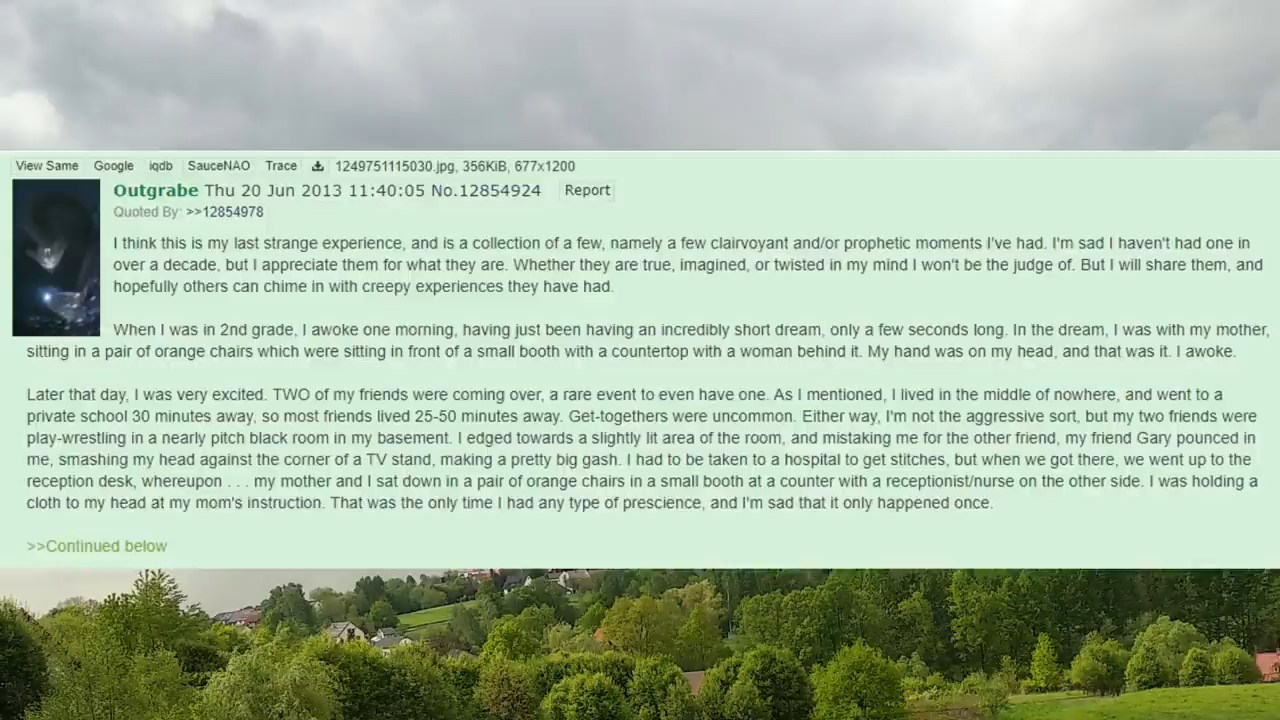 View Same Google iqdb SauceNAO Trace 1249751115030.jpg, 356KiB, 677x1200
Outgrabe Thu 20 Jun 2013 11:40:05 No.12854924 Report
Quoted By: >>12854978
I think this is my last strange experience, and is a collection of a few, namely a few clairvoyant and/or prophetic moments I've had. I'm sad I haven't had one in
over a decade, but I appreciate them for what they are. Whether they are true, imagined, or twisted in my mind I won't be the judge of. But I will share them, and
hopefully others can chime in with creepy experiences they have had.
When I was in 2nd grade, I awoke one morning, having just been having an incredibly short dream, only a few seconds long. In the dream, I was with my mother,
sitting in a pair of orange chairs which were sitting in front of a small booth with a countertop with a woman behind it. My hand was on my head, and that was it. I awoke.
Later that day, I was very excited. TWO of my friends were coming over, a rare event to even have one. As I mentioned, I lived in the middle of nowhere, and went to a
private school 30 minutes away, so most friends lived 25-50 minutes away. Get-togethers were uncommon. Either way, I'm not the aggressive sort, but my two friends were
play-wrestling in a nearly pitch black room in my basement. I edged towards a slightly lit area of the room, and mistaking me for the other friend, my friend Gary pounced in
me, smashing my head against the corner of a TV stand, making a pretty big gash. I had to be taken to a hospital to get stitches, but when we got there, we went up to the
reception desk, whereupon . . . my mother and I sat down in a pair of orange chairs in a small booth at a counter with a receptionist/nurse on the other side. I was holding a
cloth to my head at my mom's instruction. That was the only time I had any type of prescience, and I'm sad that it only happened once.
>>Continued below